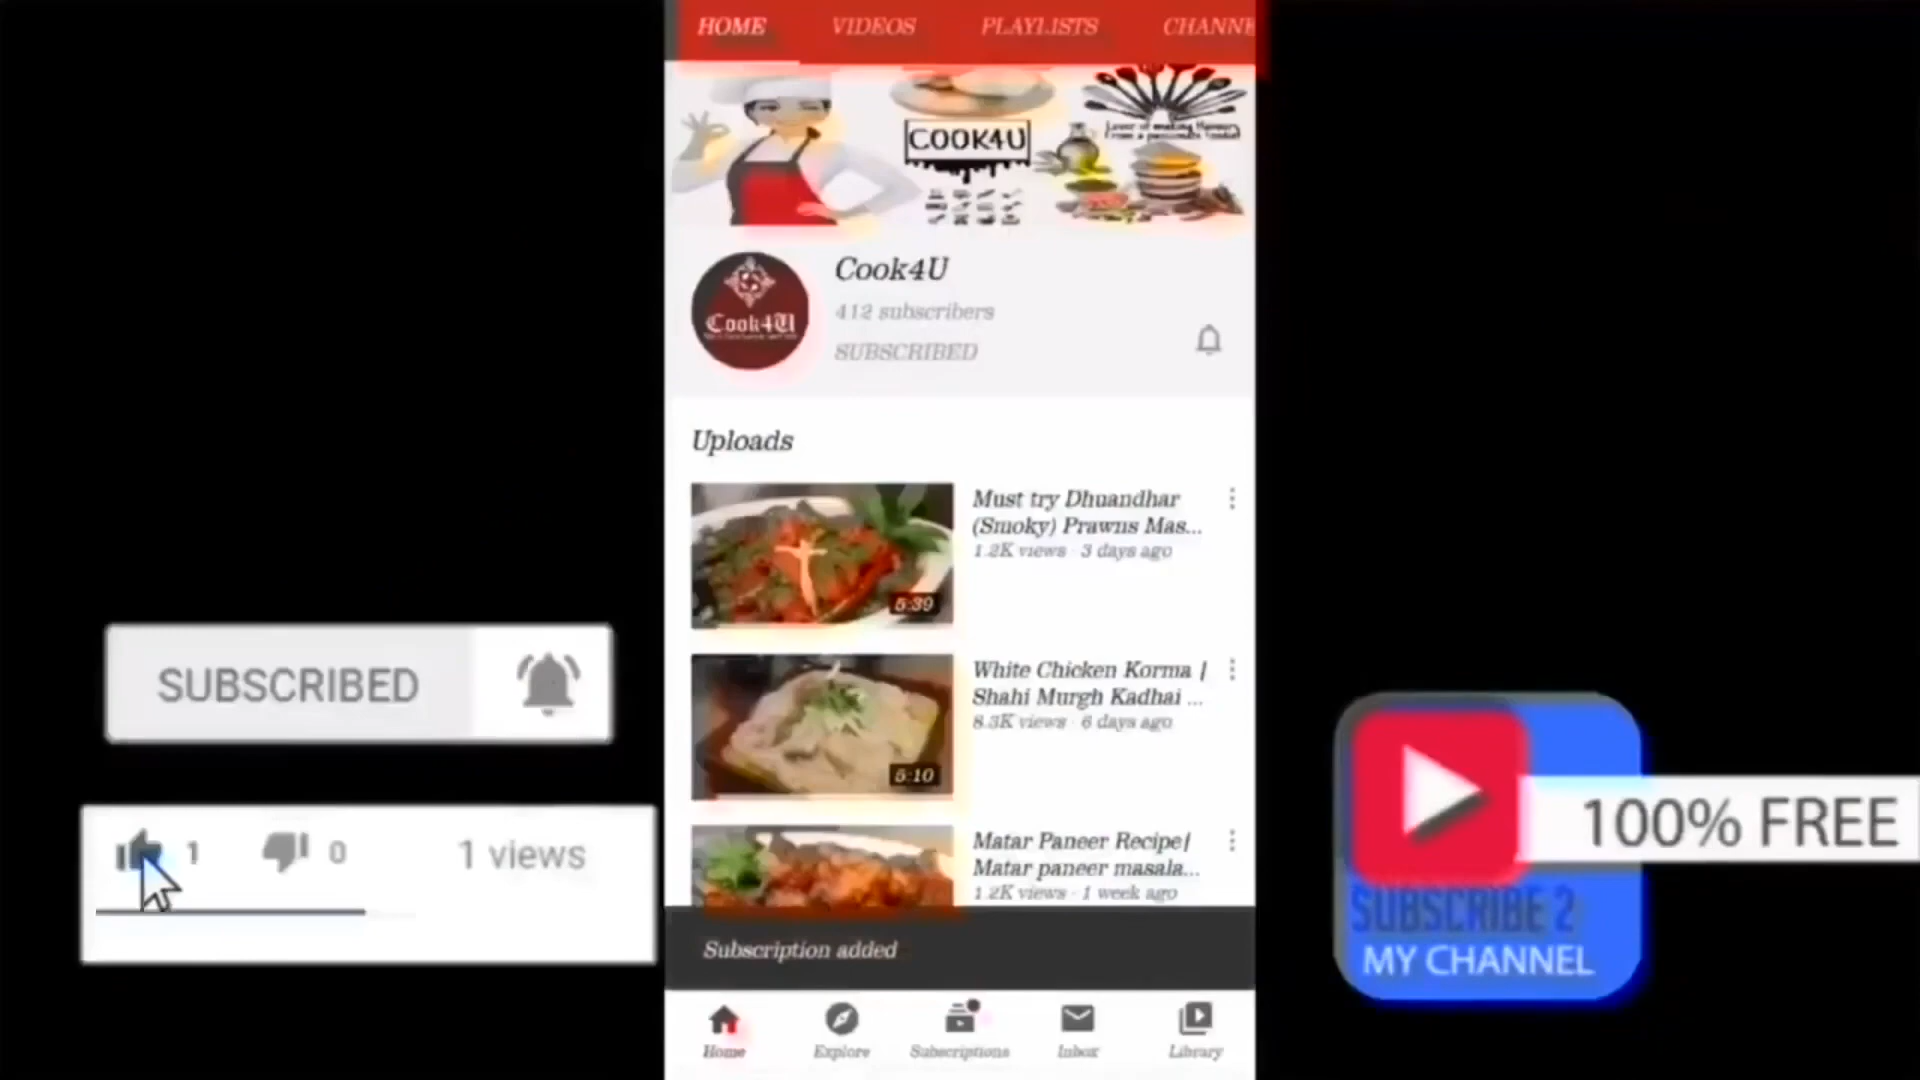 HOME VIDEOS PLAYLISTS CHANNE
COOK4U
Cook4U
Cook4U
412 subscribers
SUBSCRIBED
Uploads
Must try Dhuandhar
(Smoky) Prawns Mas...
1.2K views · 3 days ago
5:39
White Chicken Korma |
Shahi Murgh Kadhai ...
8.3K views · 6 days ago
5:10
Matar Paneer Recipe|
Matar paneer masala...
1.2K views · 1 week ago
Subscription added
Home Explore Subscriptions Inbox Library
SUBSCRIBED
1 0 1 views
100% FREE
SUBSCRIBE 2
MY CHANNEL